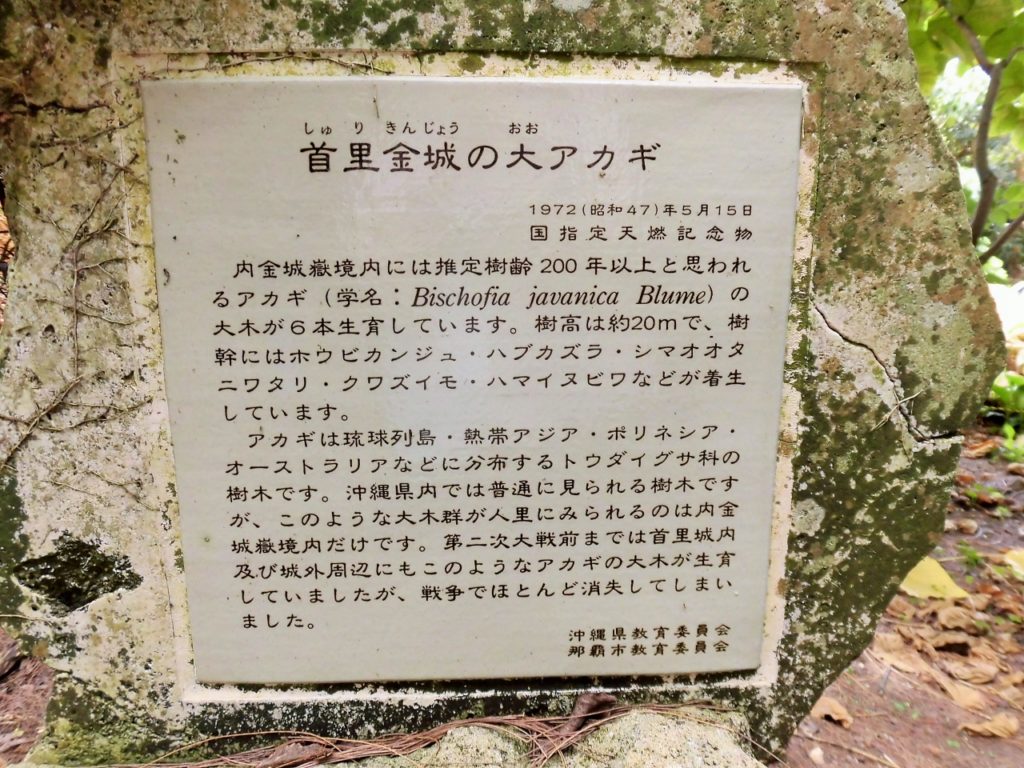 しゅ り きんじょう おお
首里金城の大アカギ
1972(昭和47)年5月15日
国指定天燃記念物
内金城嶽境内には推定樹齢200年以上と思われ
るアカギ(学名：Bischofia javanica Blume)の
大木が6本生育しています。樹高は約20mで、樹
幹にはホウビカンジュ・ハブカズラ・シマオオタ
ニワタリ・クワズイモ・ハマイヌビワなどが着生
しています。
アカギは琉球列島・熱帯アジア・ポリネシア・
オーストラリアなどに分布するトウダイグサ科の
樹木です。沖縄県内では普通に見られる樹木です
が、このような大木群が人里にみられるのは内金
城嶽境内だけです。第二次大戦前までは首里城内
及び城外周辺にもこのようなアカギの大木が生育
していましたが、戦争でほとんど消失してしまい
ました。
沖縄県教育委員会
那覇市教育委員会